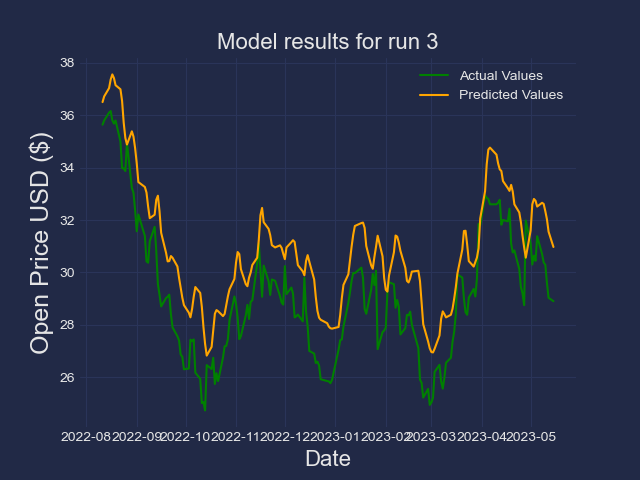 Model results for run 3
Actual Values
Predicted Values
Open Price USD ($)
38
36
34
32
30
28
26
2022-08 2022-09 2022-10 2022-11 2022-12 2023-01 2023-02 2023-03 2023-04 2023-05
Date